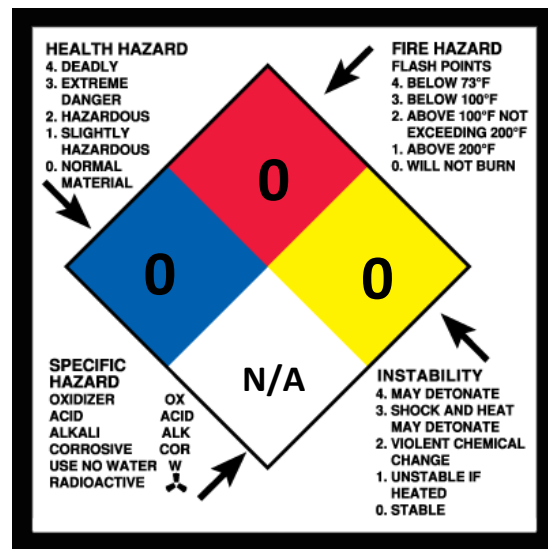 HEALTH HAZARD
4. DEADLY
3. EXTREME
DANGER
2. HAZARDOUS
1. SLIGHTLY
HAZARDOUS
0. NORMAL
MATERIAL
FIRE HAZARD
FLASH POINTS
4. BELOW 73°F
3. BELOW 100°F
2. ABOVE 100°F NOT
EXCEEDING 200°F
1. ABOVE 200°F
0. WILL NOT BURN
0
0
0
N/A
SPECIFIC
HAZARD
OXIDIZER OX
ACID ACID
ALKALI ALK
CORROSIVE COR
USE NO WATER W
RADIOACTIVE
INSTABILITY
4. MAY DETONATE
3. SHOCK AND HEAT
MAY DETONATE
2. VIOLENT CHEMICAL
CHANGE
1. UNSTABLE IF
HEATED
0. STABLE